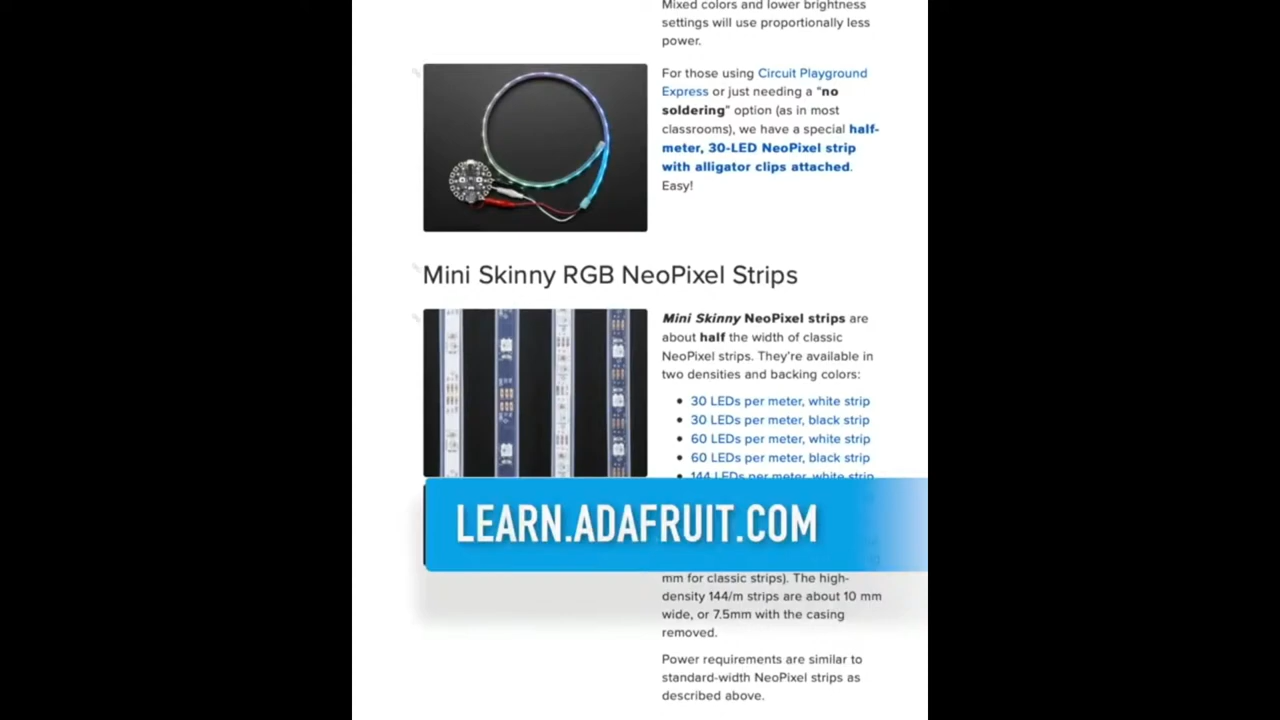 Mixed colors and lower brightness
settings will use proportionally less
power.
For those using Circuit Playground
Express or just needing a "no
soldering" option (as in most
classrooms), we have a special half-
meter, 30-LED NeoPixel strip
with alligator clips attached.
Easy!
Mini Skinny RGB NeoPixel Strips
Mini Skinny NeoPixel strips are
about half the width of classic
NeoPixel strips. They're available in
two densities and backing colors:
• 30 LEDs per meter, white strip
• 30 LEDs per meter, black strip
• 60 LEDs per meter, white strip
• 60 LEDs per meter, black strip
• 144 LEDs per meter, white strip
LEARN.ADAFRUIT.COM
mm for classic strips). The high-
density 144/m strips are about 10 mm
wide, or 7.5mm with the casing
removed.
Power requirements are similar to
standard-width NeoPixel strips as
described above.